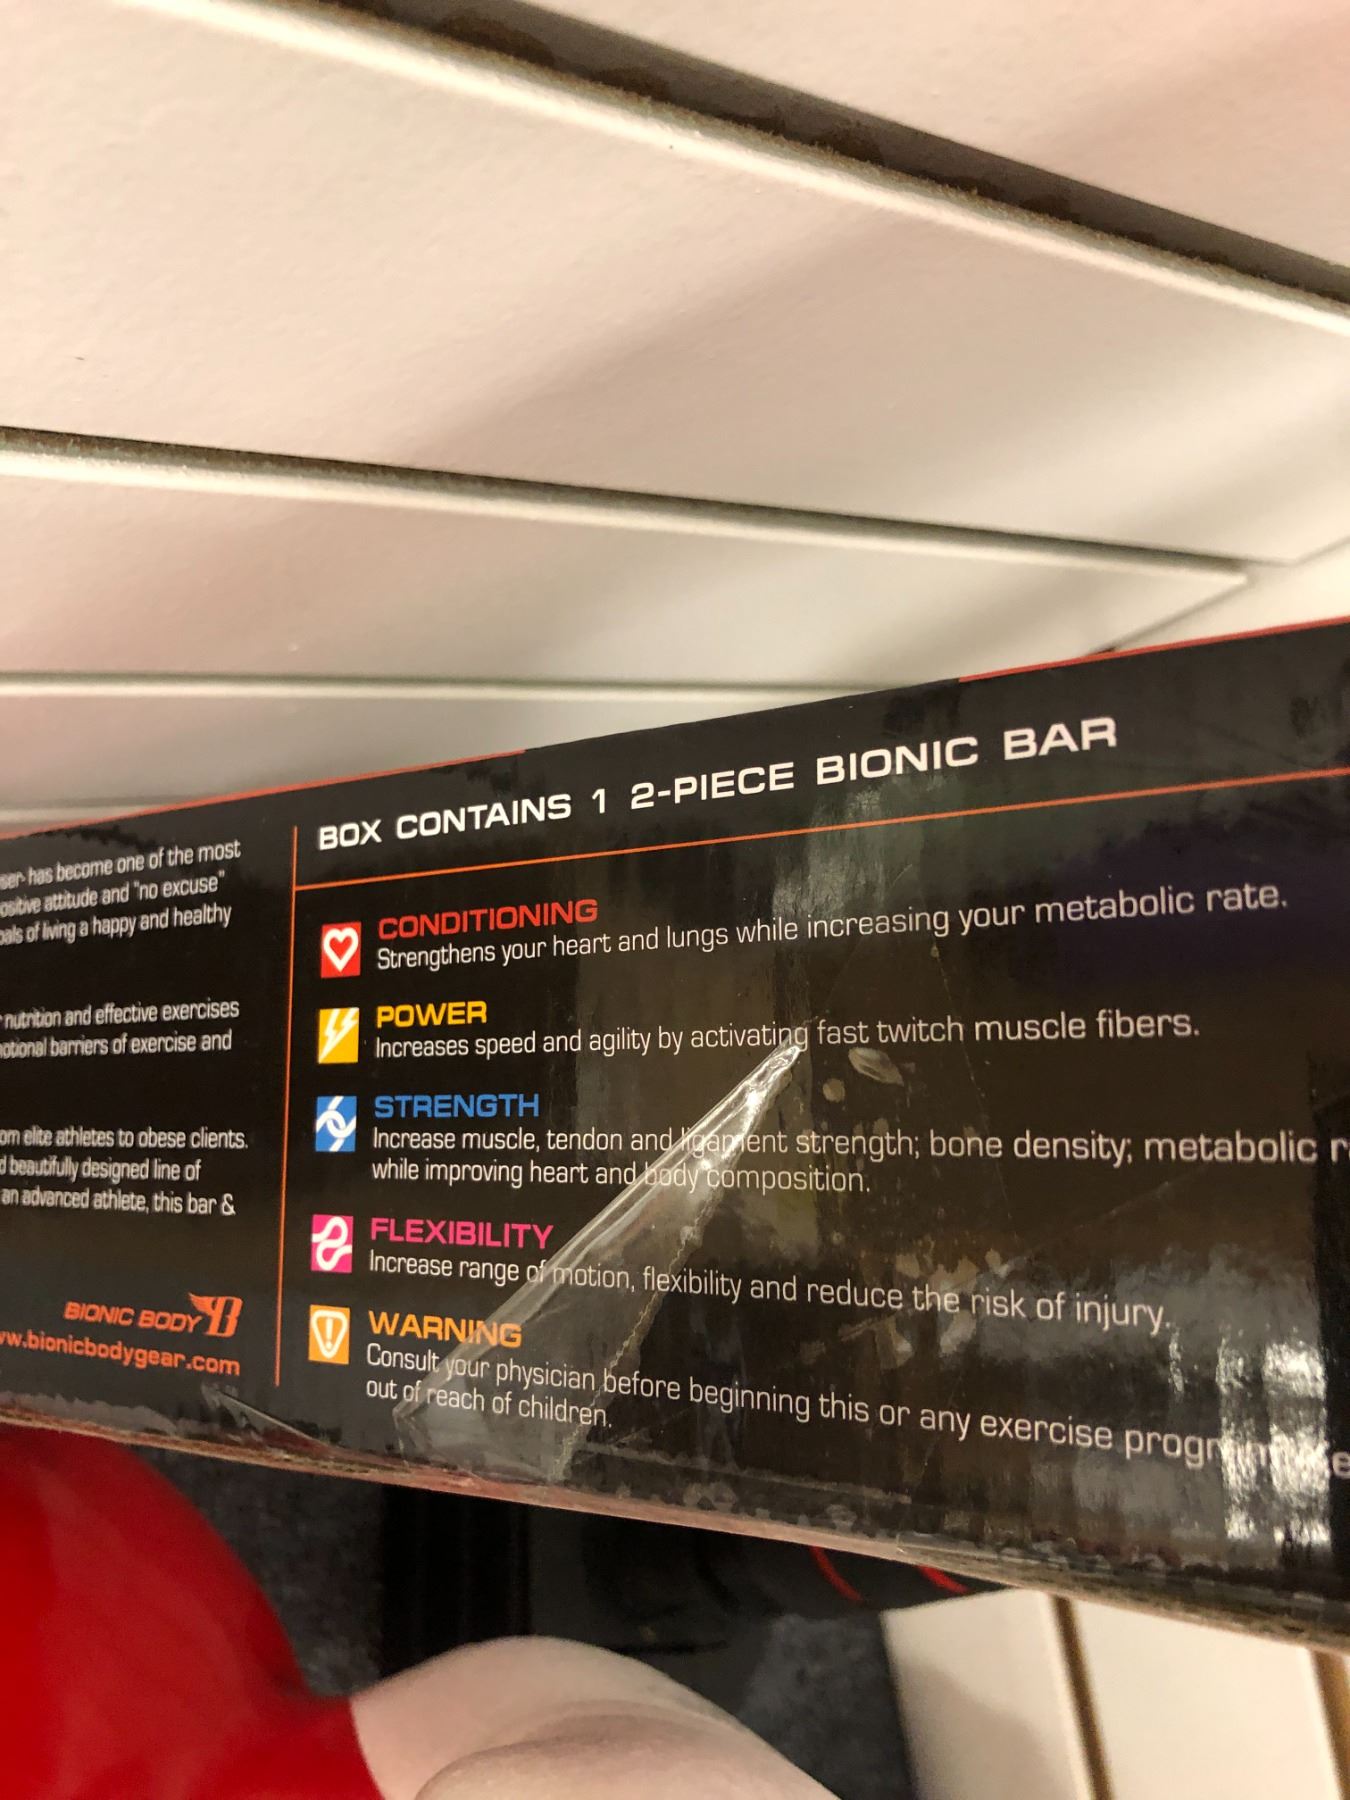 has become one of the most
attitude and "no excuse"
of living a happy and healthy
nutrition and effective exercises
barriers of exercise and
elite athletes to obese clients.
beautifully designed line of
an advanced athlete, this bar &
BIONIC BODY
.bionicbodygear.com
BOX CONTAINS 1 2-PIECE BIONIC BAR
CONDITIONING
Strengthens your heart and lungs while increasing your metabolic rate.
POWER
Increases speed and agility by activating fast twitch muscle fibers.
STRENGTH
Increase muscle, tendon and ligament strength; bone density; metabolic
while improving heart and body composition.
FLEXIBILITY
Increase range of motion, flexibility and reduce the risk of injury.
WARNING
Consult your physician before beginning this or any exercise
out of reach of children.